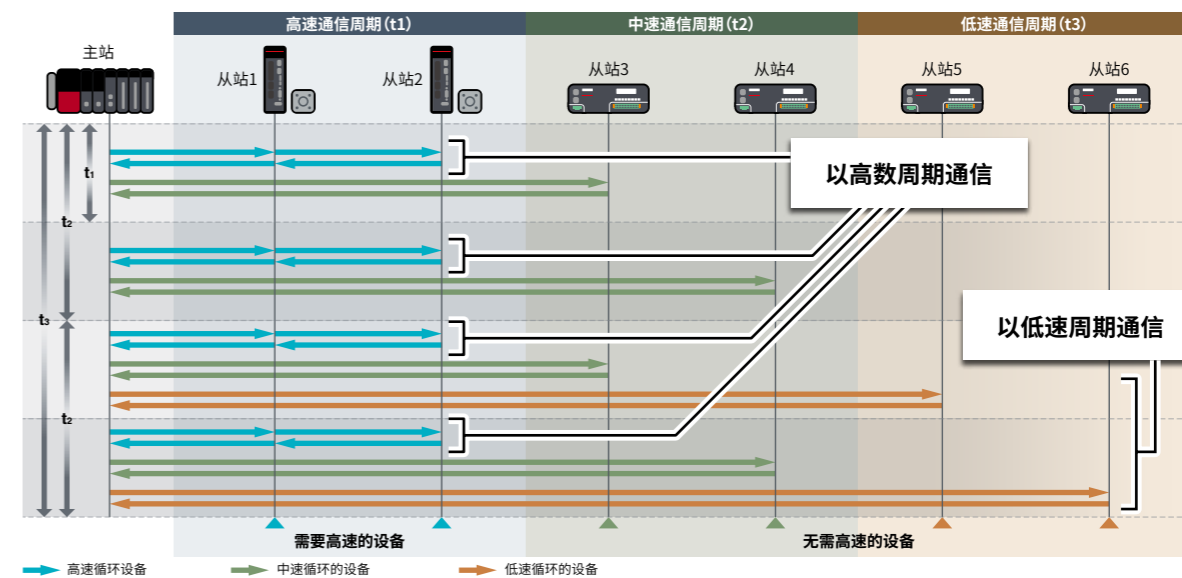 高速通信周期(t1)
中速通信周期(t2)
低速通信周期(t3)
主站
从站1
从站2
从站3
从站4
从站5
从站6
t1
t2
t3
t2
以高数周期通信
以低速周期通信
需要高速的设备
无需高速的设备
高速循环设备
中速循环的设备
低速循环的设备